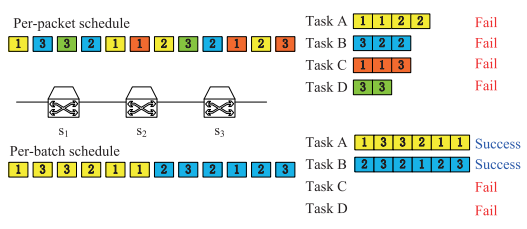 Per-packet schedule
1 3 3 2 1 1 2 3 2 1 2 3
s1 s2 s3
Per-batch schedule
1 3 3 2 1 1 2 3 2 1 2 3
Task A 1 1 2 2 Fail
Task B 3 2 2 Fail
Task C 1 1 3 Fail
Task D 3 3 Fail
Task A 1 3 3 2 1 1 Success
Task B 2 3 2 1 2 3 Success
Task C Fail
Task D Fail